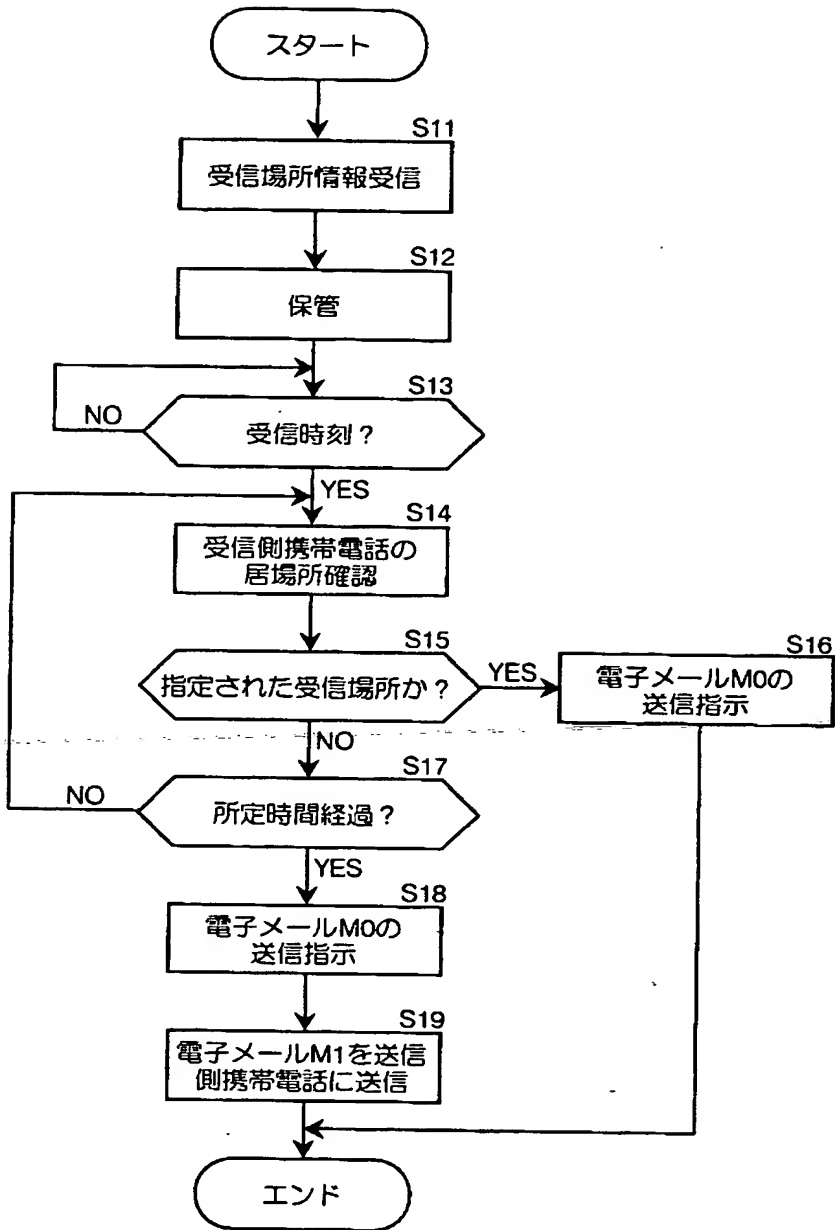 スタート
S11
受信場所情報受信
S12
保管
S13
NO
受信時刻?
YES
S14
受信側携帯電話の
居場所確認
S15
指定された受信場所か?
YES
S16
電子メールM0の
送信指示
NO
S17
NO
所定時間経過?
YES
S18
電子メールM0の
送信指示
S19
電子メールM1を送信
側携帯電話に送信
エンド